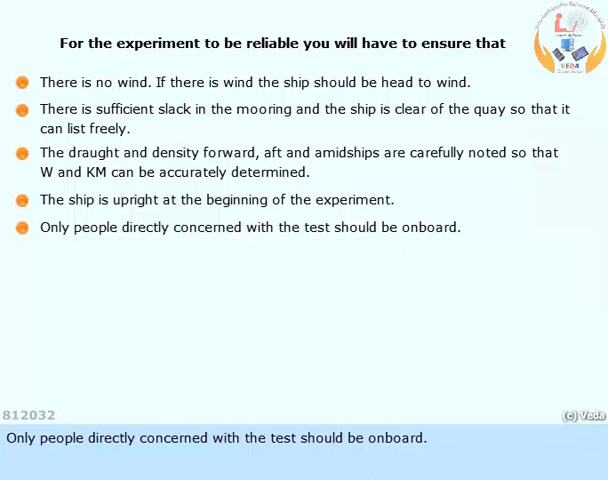 For the experiment to be reliable you will have to ensure that
There is no wind. If there is wind the ship should be head to wind.
There is sufficient slack in the mooring and the ship is clear of the quay so that it
can list freely.
The draught and density forward, aft and amidships are carefully noted so that
W and KM can be accurately determined.
The ship is upright at the beginning of the experiment.
Only people directly concerned with the test should be onboard.
VEDA
812032
(c) Veda
Only people directly concerned with the test should be onboard.